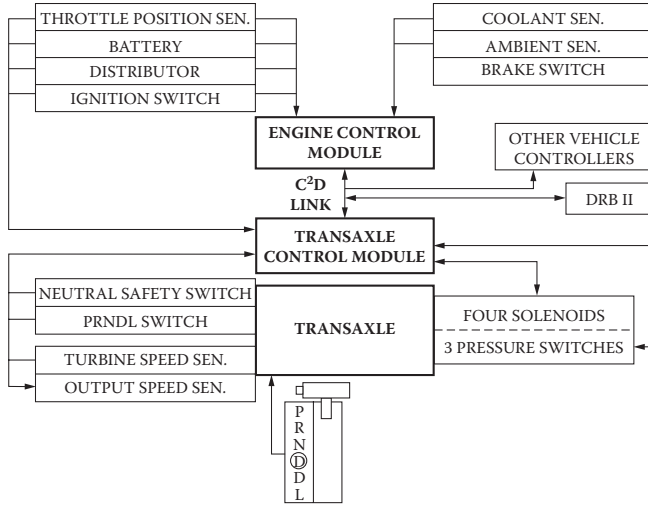 THROTTLE POSITION SEN.
BATTERY
DISTRIBUTOR
IGNITION SWITCH
COOLANT SEN.
AMBIENT SEN.
BRAKE SWITCH
ENGINE CONTROL
MODULE
OTHER VEHICLE
CONTROLLERS
C²D
LINK
DRB II
TRANSAXLE
CONTROL MODULE
NEUTRAL SAFETY SWITCH
PRNDL SWITCH
TRANSAXLE
FOUR SOLENOIDS
3 PRESSURE SWITCHES
TURBINE SPEED SEN.
OUTPUT SPEED SEN.
P
R
N
D
D
L